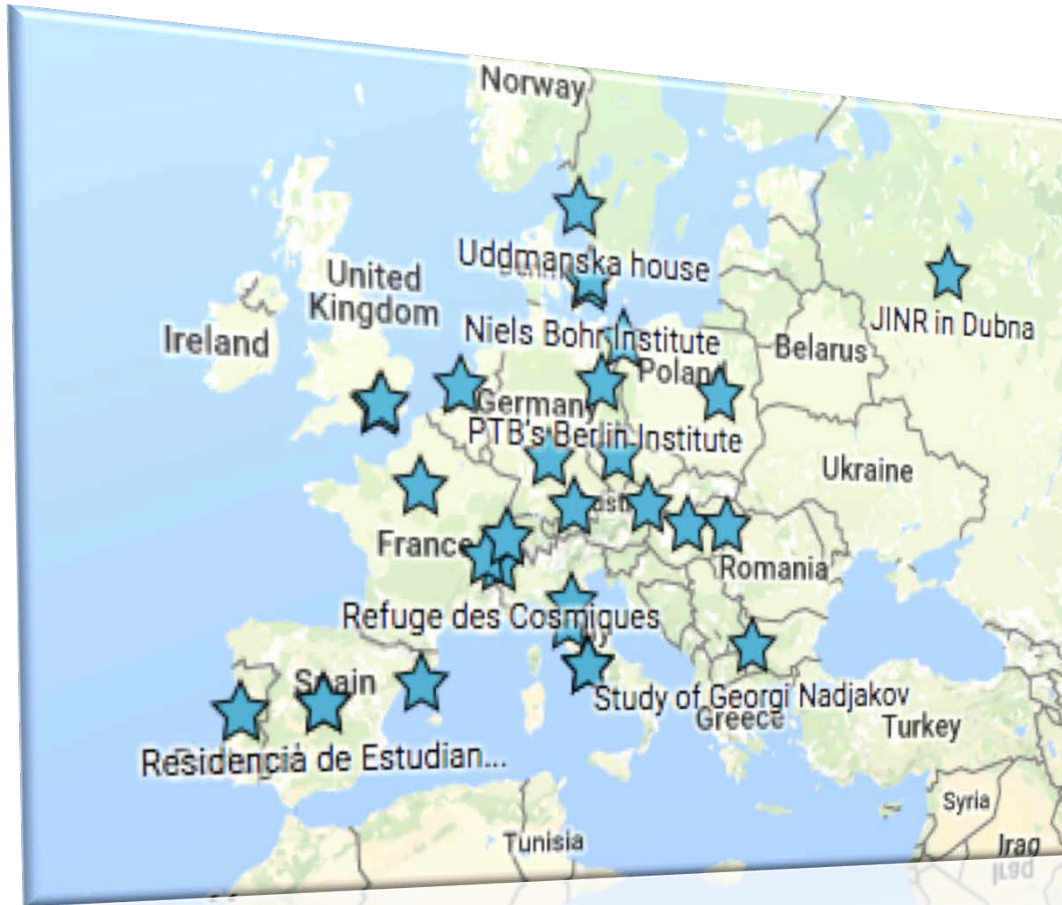 Norway
Uddmanska house
United
Kingdom
JINR in Dubna
Ireland
Niels Bohr Institute
Belarus
Poland
Germany
PTB's Berlin Institute
Ukraine
France
Romania
Refuge des Cosmiques
Spain
Study of Georgi Nadjakov
Greece
Turkey
Residencia de Estudian...
Syria
Tunisia
Iraq